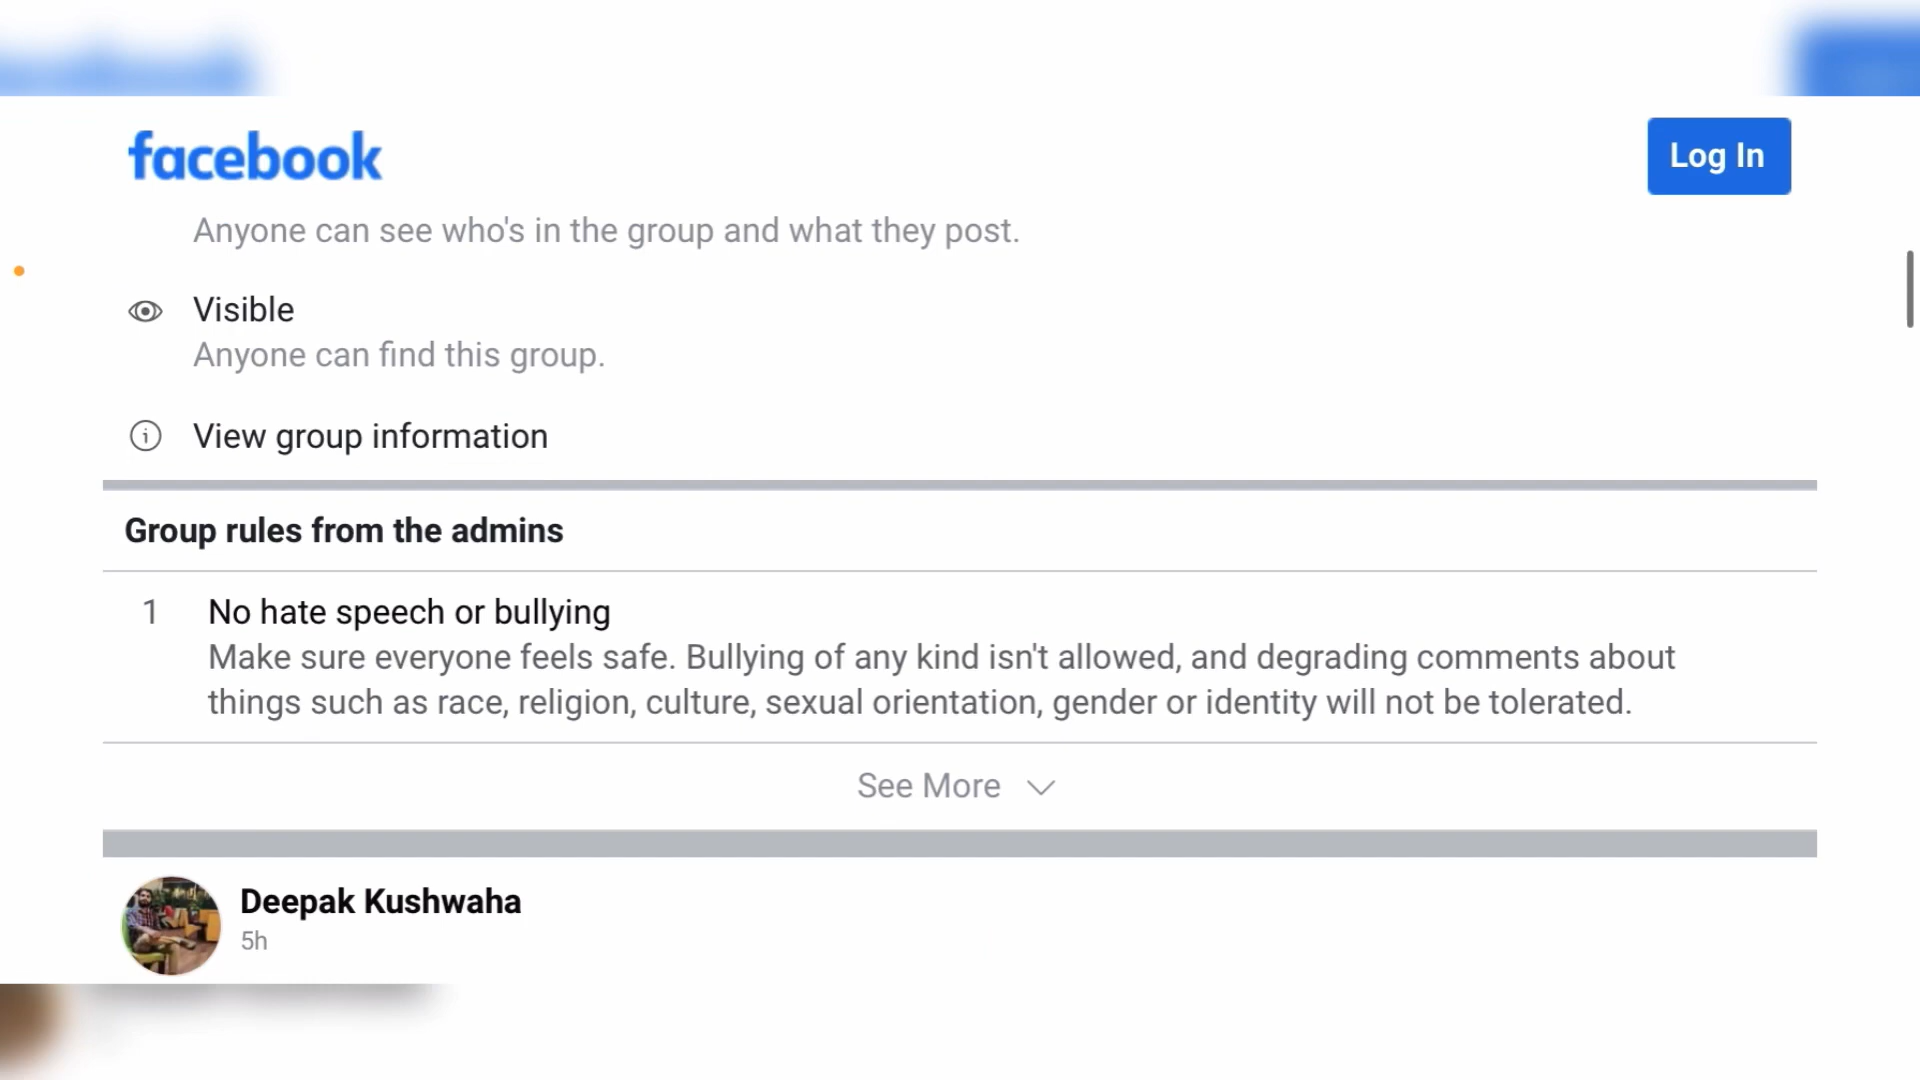 facebook
Log In
Anyone can see who's in the group and what they post.
Visible
Anyone can find this group.
View group information
Group rules from the admins
1 No hate speech or bullying
Make sure everyone feels safe. Bullying of any kind isn't allowed, and degrading comments about
things such as race, religion, culture, sexual orientation, gender or identity will not be tolerated.
See More
Deepak Kushwaha
5h